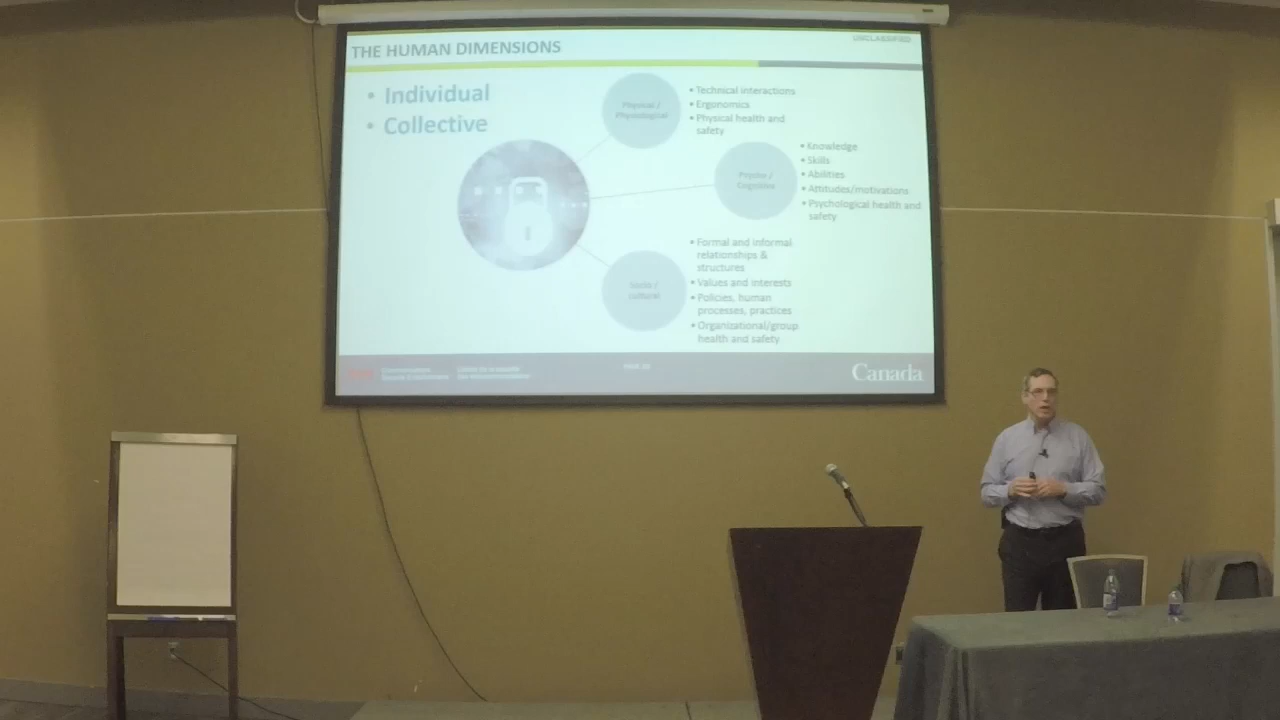 THE HUMAN DIMENSIONS
UNCLASSIFIED
• Individual
• Collective
Physical /
Physiological
• Technical interactions
• Ergonomics
• Physical health and
safety
Psycho /
Cognitive
• Knowledge
• Skills
• Abilities
• Attitudes/motivations
• Psychological health and
safety
Socio /
cultural
• Formal and informal
relationships &
structures
• Values and interests
• Policies, human
processes, practices
• Organizational/group
health and safety
Canada